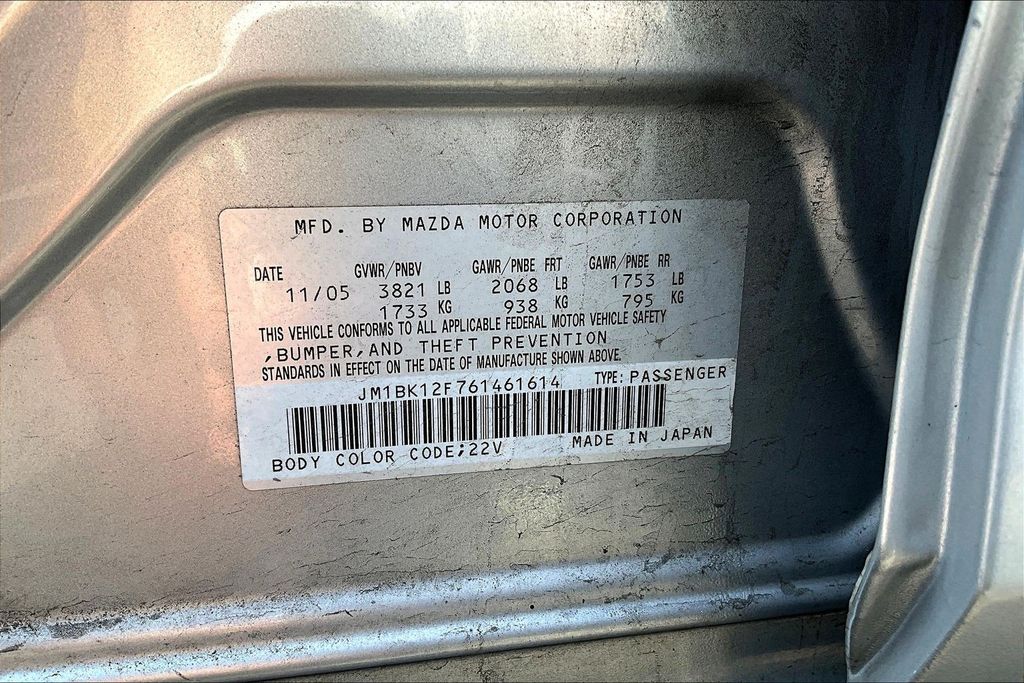 MFD. BY MAZDA MOTOR CORPORATION
DATE GVWR/PNBV GAWR/PNBE FRT GAWR/PNBE RR
11/05 3821 LB 2068 LB 1753 LB
1733 KG 938 KG 795 KG
THIS VEHICLE CONFORMS TO ALL APPLICABLE FEDERAL MOTOR VEHICLE SAFETY
,BUMPER,AND THEFT PREVENTION
STANDARDS IN EFFECT ON THE DATE OF MANUFACTURE SHOWN ABOVE.
JM1BK12F761461614 TYPE: PASSENGER
BODY COLOR CODE;22V MADE IN JAPAN